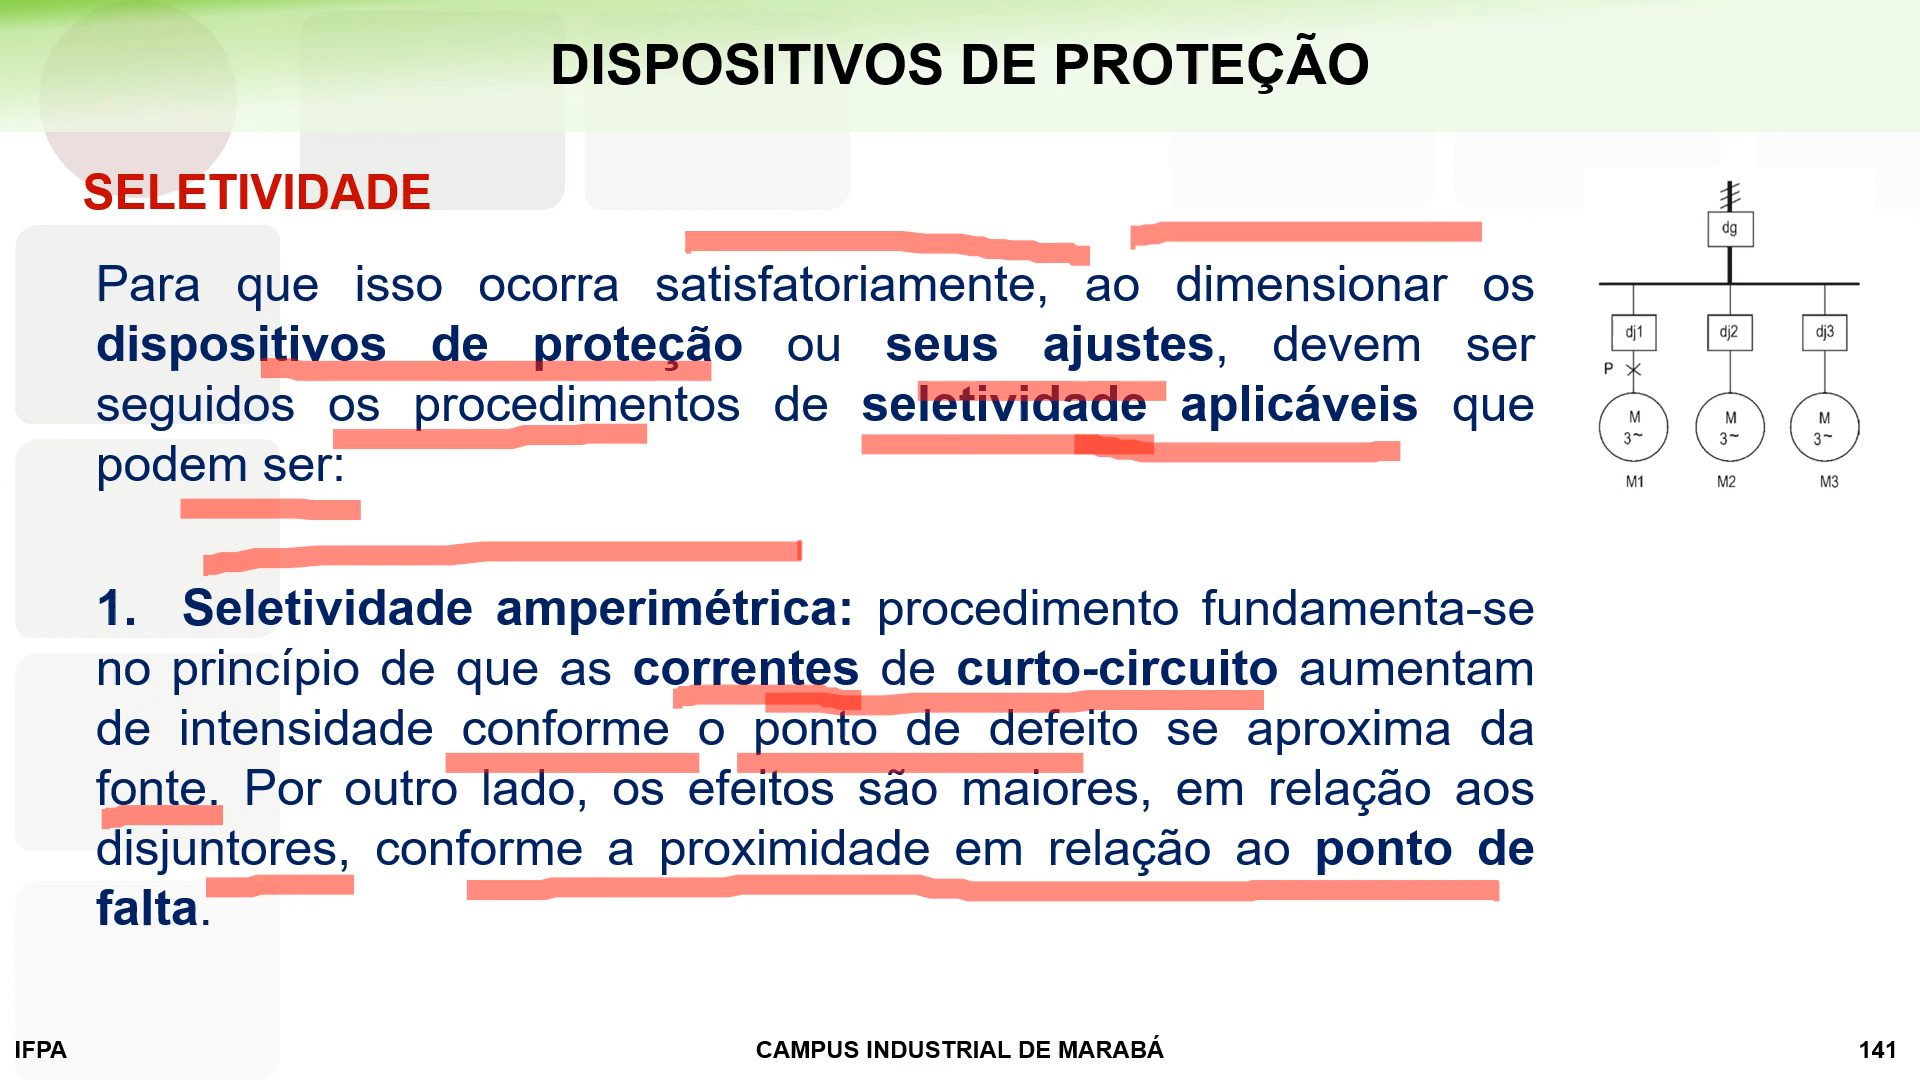 DISPOSITIVOS DE PROTEÇÃO
SELETIVIDADE
Para que isso ocorra satisfatoriamente, ao dimensionar os
dispositivos de proteção ou seus ajustes, devem ser
seguidos os procedimentos de seletividade aplicáveis que
podem ser:
1. Seletividade amperimétrica: procedimento fundamenta-se
no princípio de que as correntes de curto-circuito aumentam
de intensidade conforme o ponto de defeito se aproxima da
fonte. Por outro lado, os efeitos são maiores, em relação aos
disjuntores, conforme a proximidade em relação ao ponto de
falta.
dg
dj1 dj2 dj3
P
M M M
3~ 3~ 3~
M1 M2 M3
IFPA CAMPUS INDUSTRIAL DE MARABÁ 141